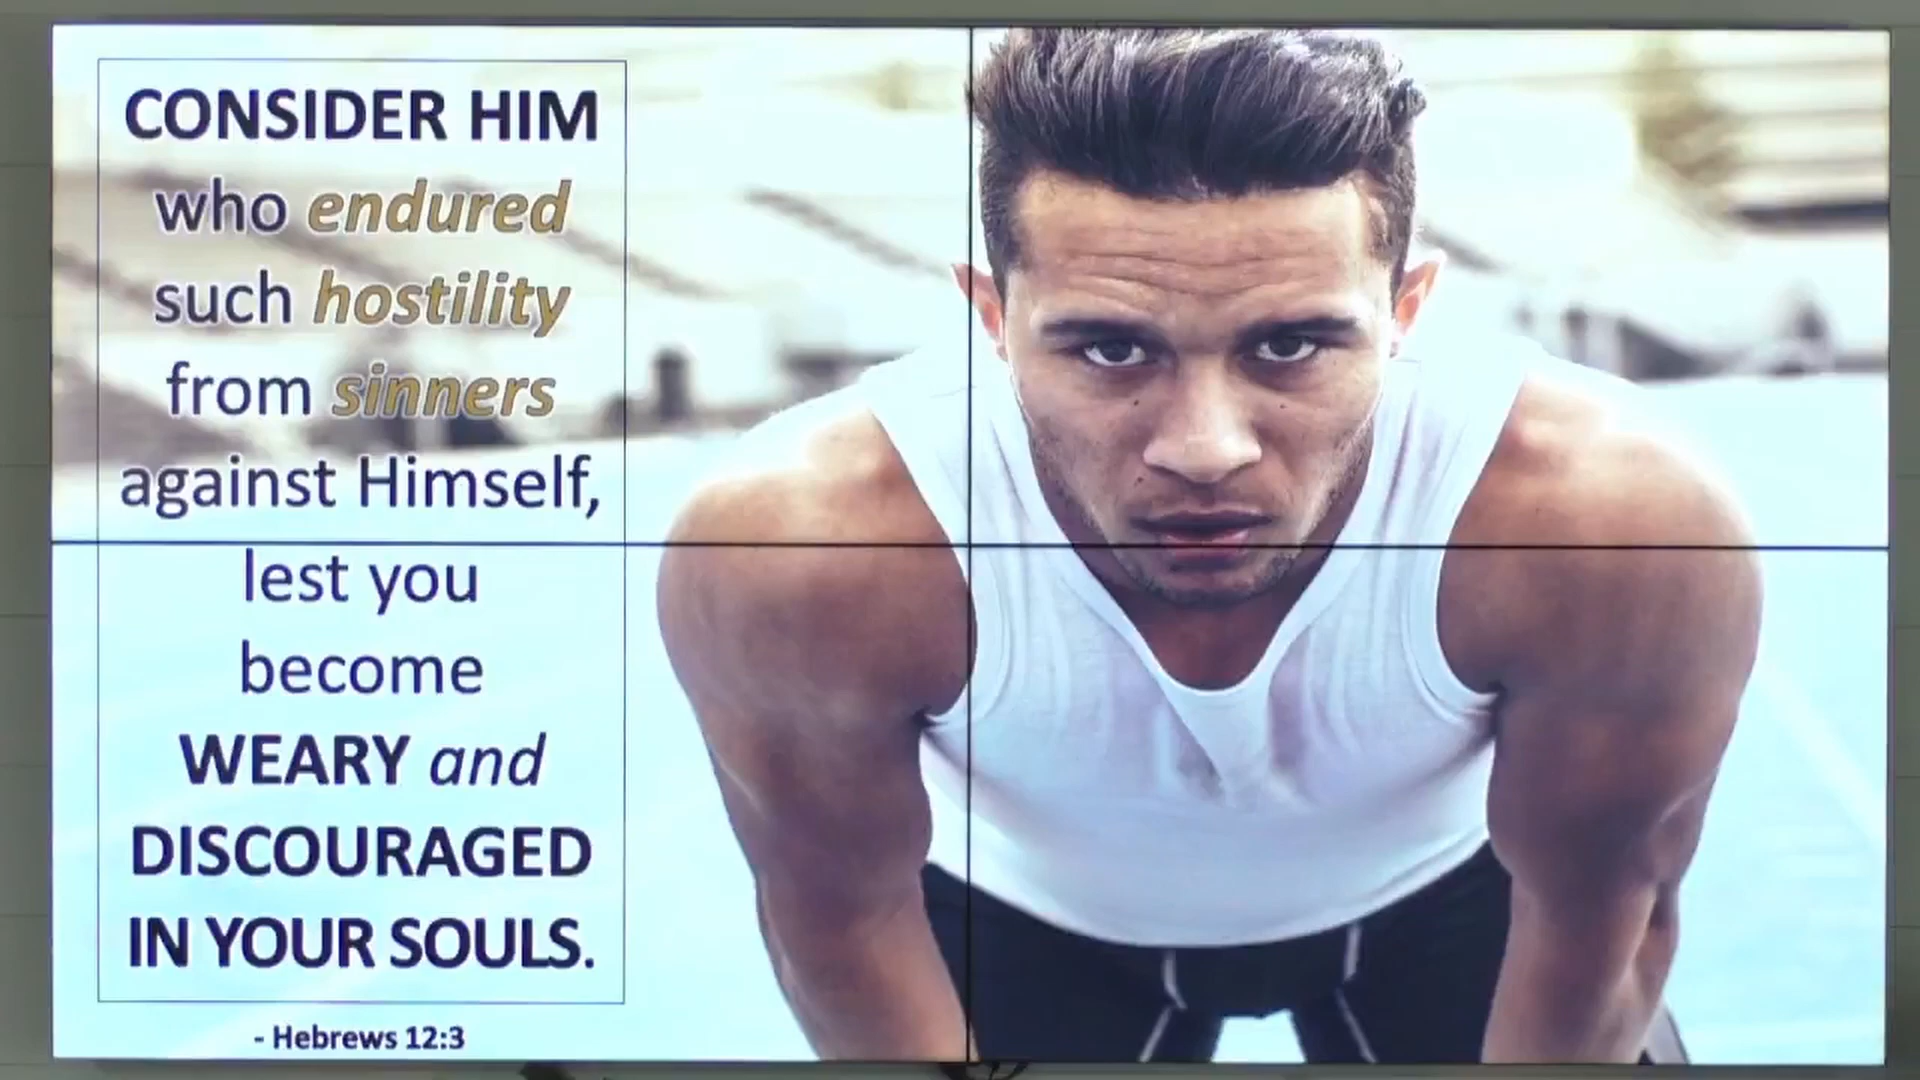 CONSIDER HIM
who endured
such hostility
from sinners
against Himself,
lest you
become
WEARY and
DISCOURAGED
IN YOUR SOULS.
- Hebrews 12:3